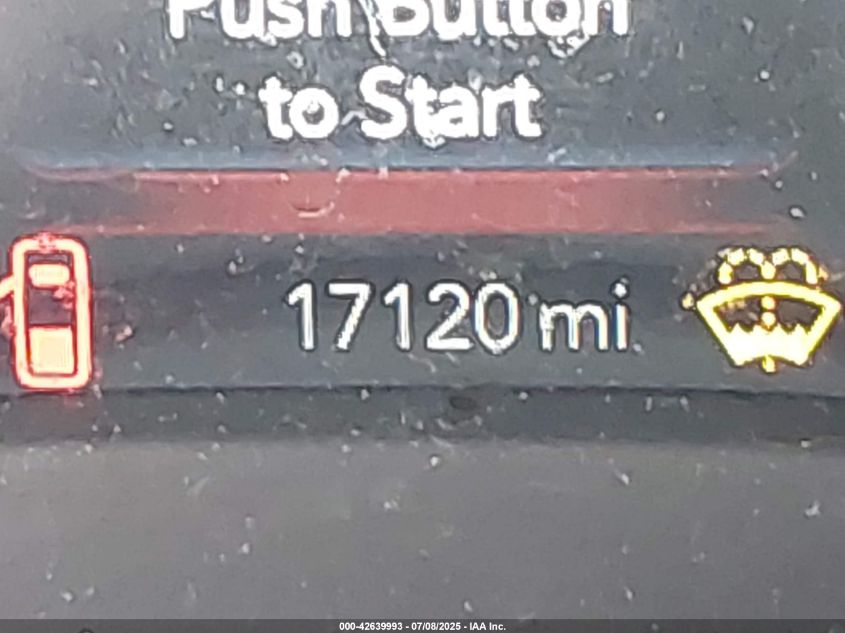 Push Button
to Start
17120 mi
000-42639993 - 07/08/2025 - IAA Inc.